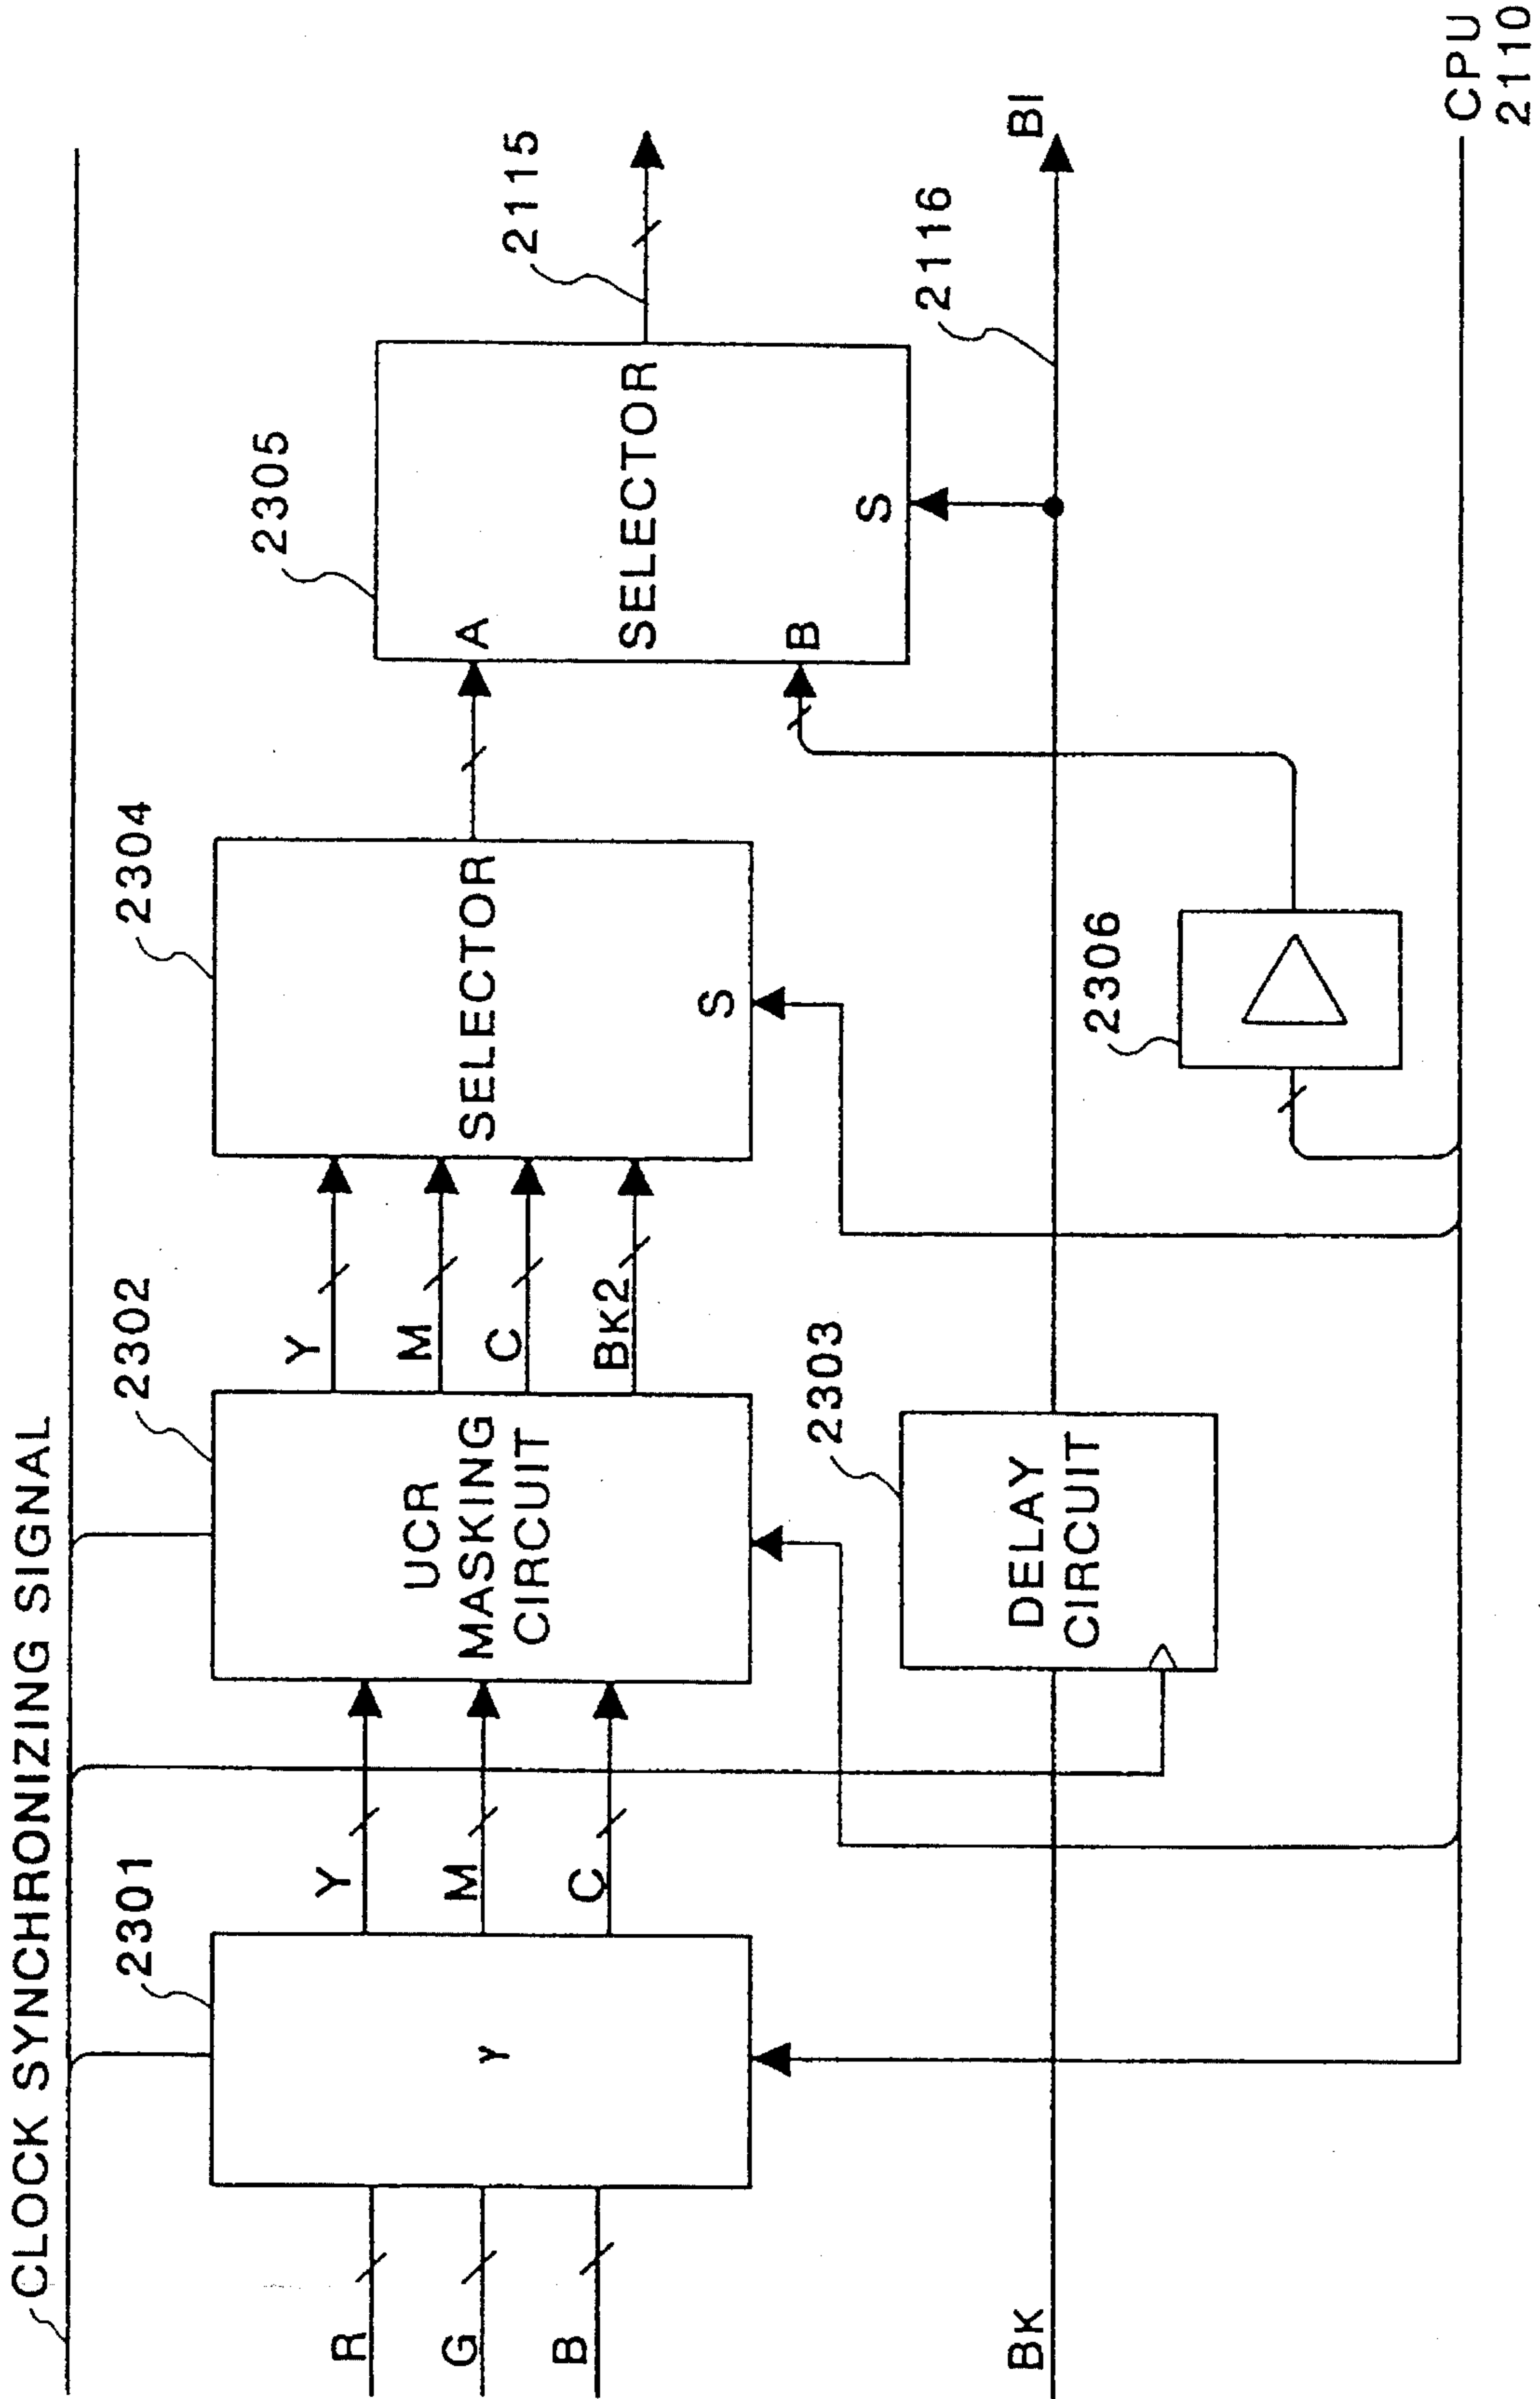 CLOCK SYNCHRONIZING SIGNAL
R
G
B
BK
2301
γ
Y
M
C
2302
UCR
MASKING
CIRCUIT
Y
M
C
BK2
2303
DELAY
CIRCUIT
2304
SELECTOR
S
2306
2305
A
SELECTOR
B
S
2115
2116
BI
CPU
2110